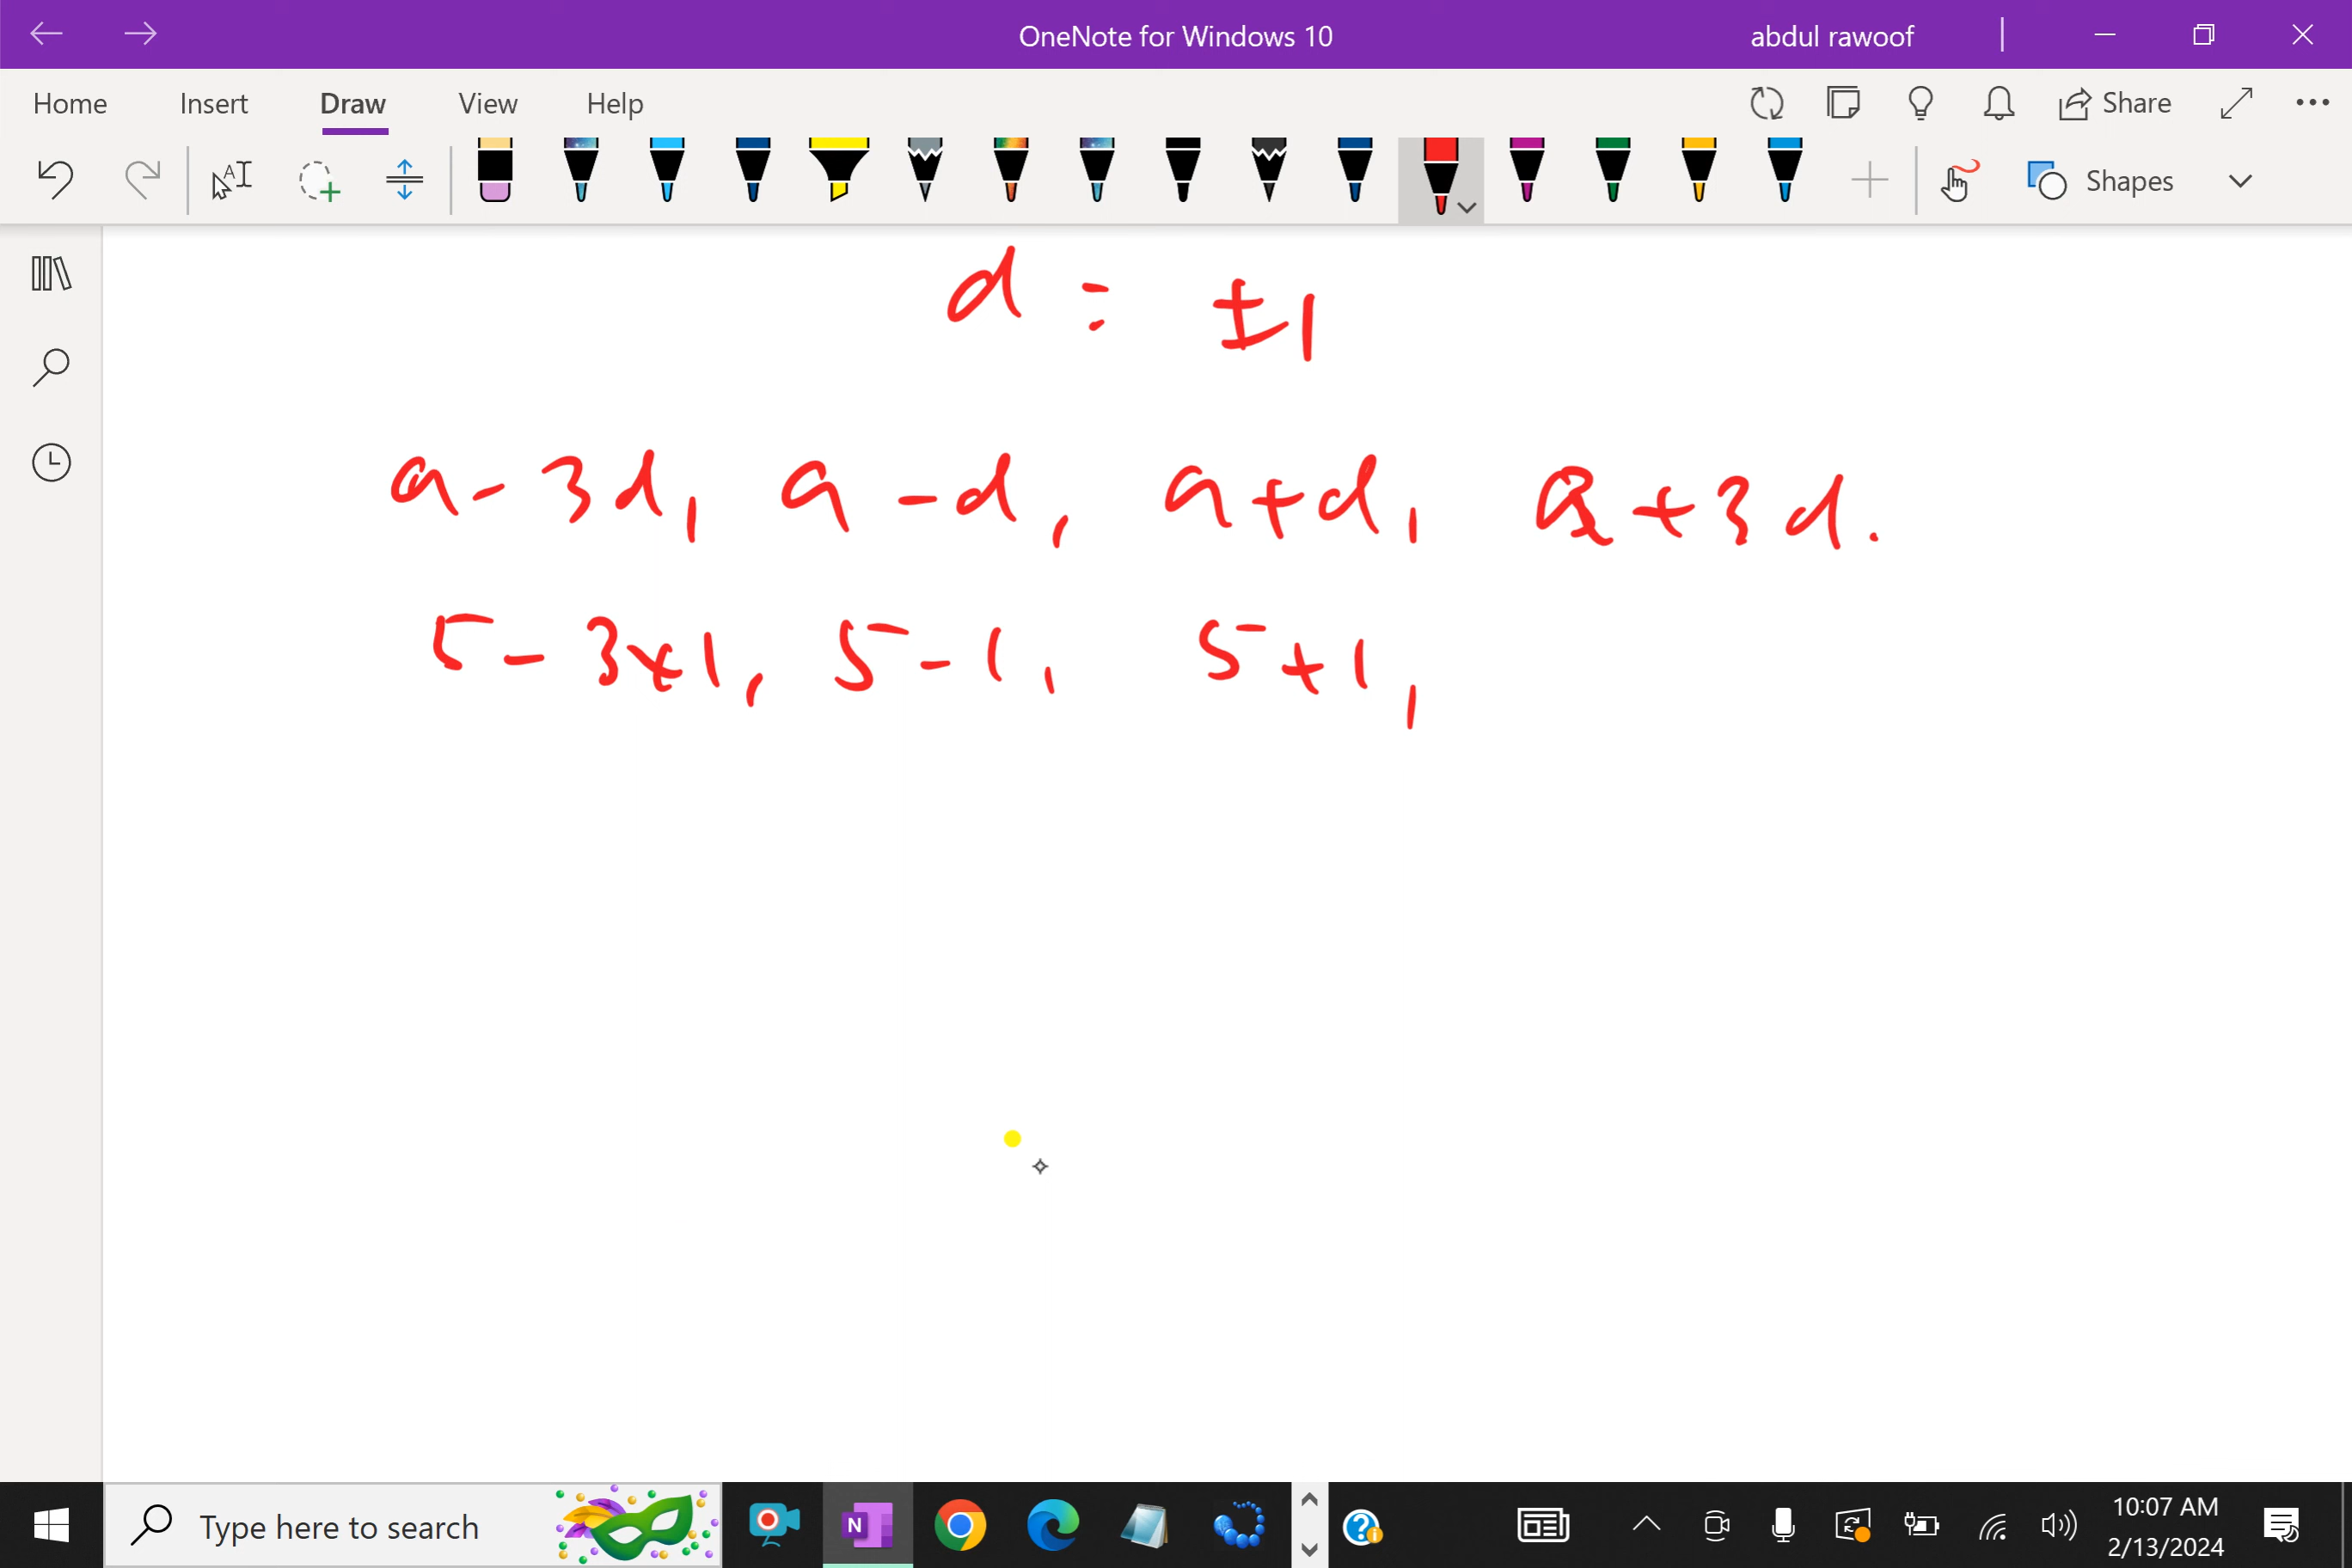 OneNote for Windows 10
abdul rawoof
Home Insert Draw View Help
Share
Shapes
d = ±1
a - 3d, a - d, a + d, a + 3d.
5 - 3×1, 5 - 1, 5 + 1,
Type here to search
N
10:07 AM
2/13/2024